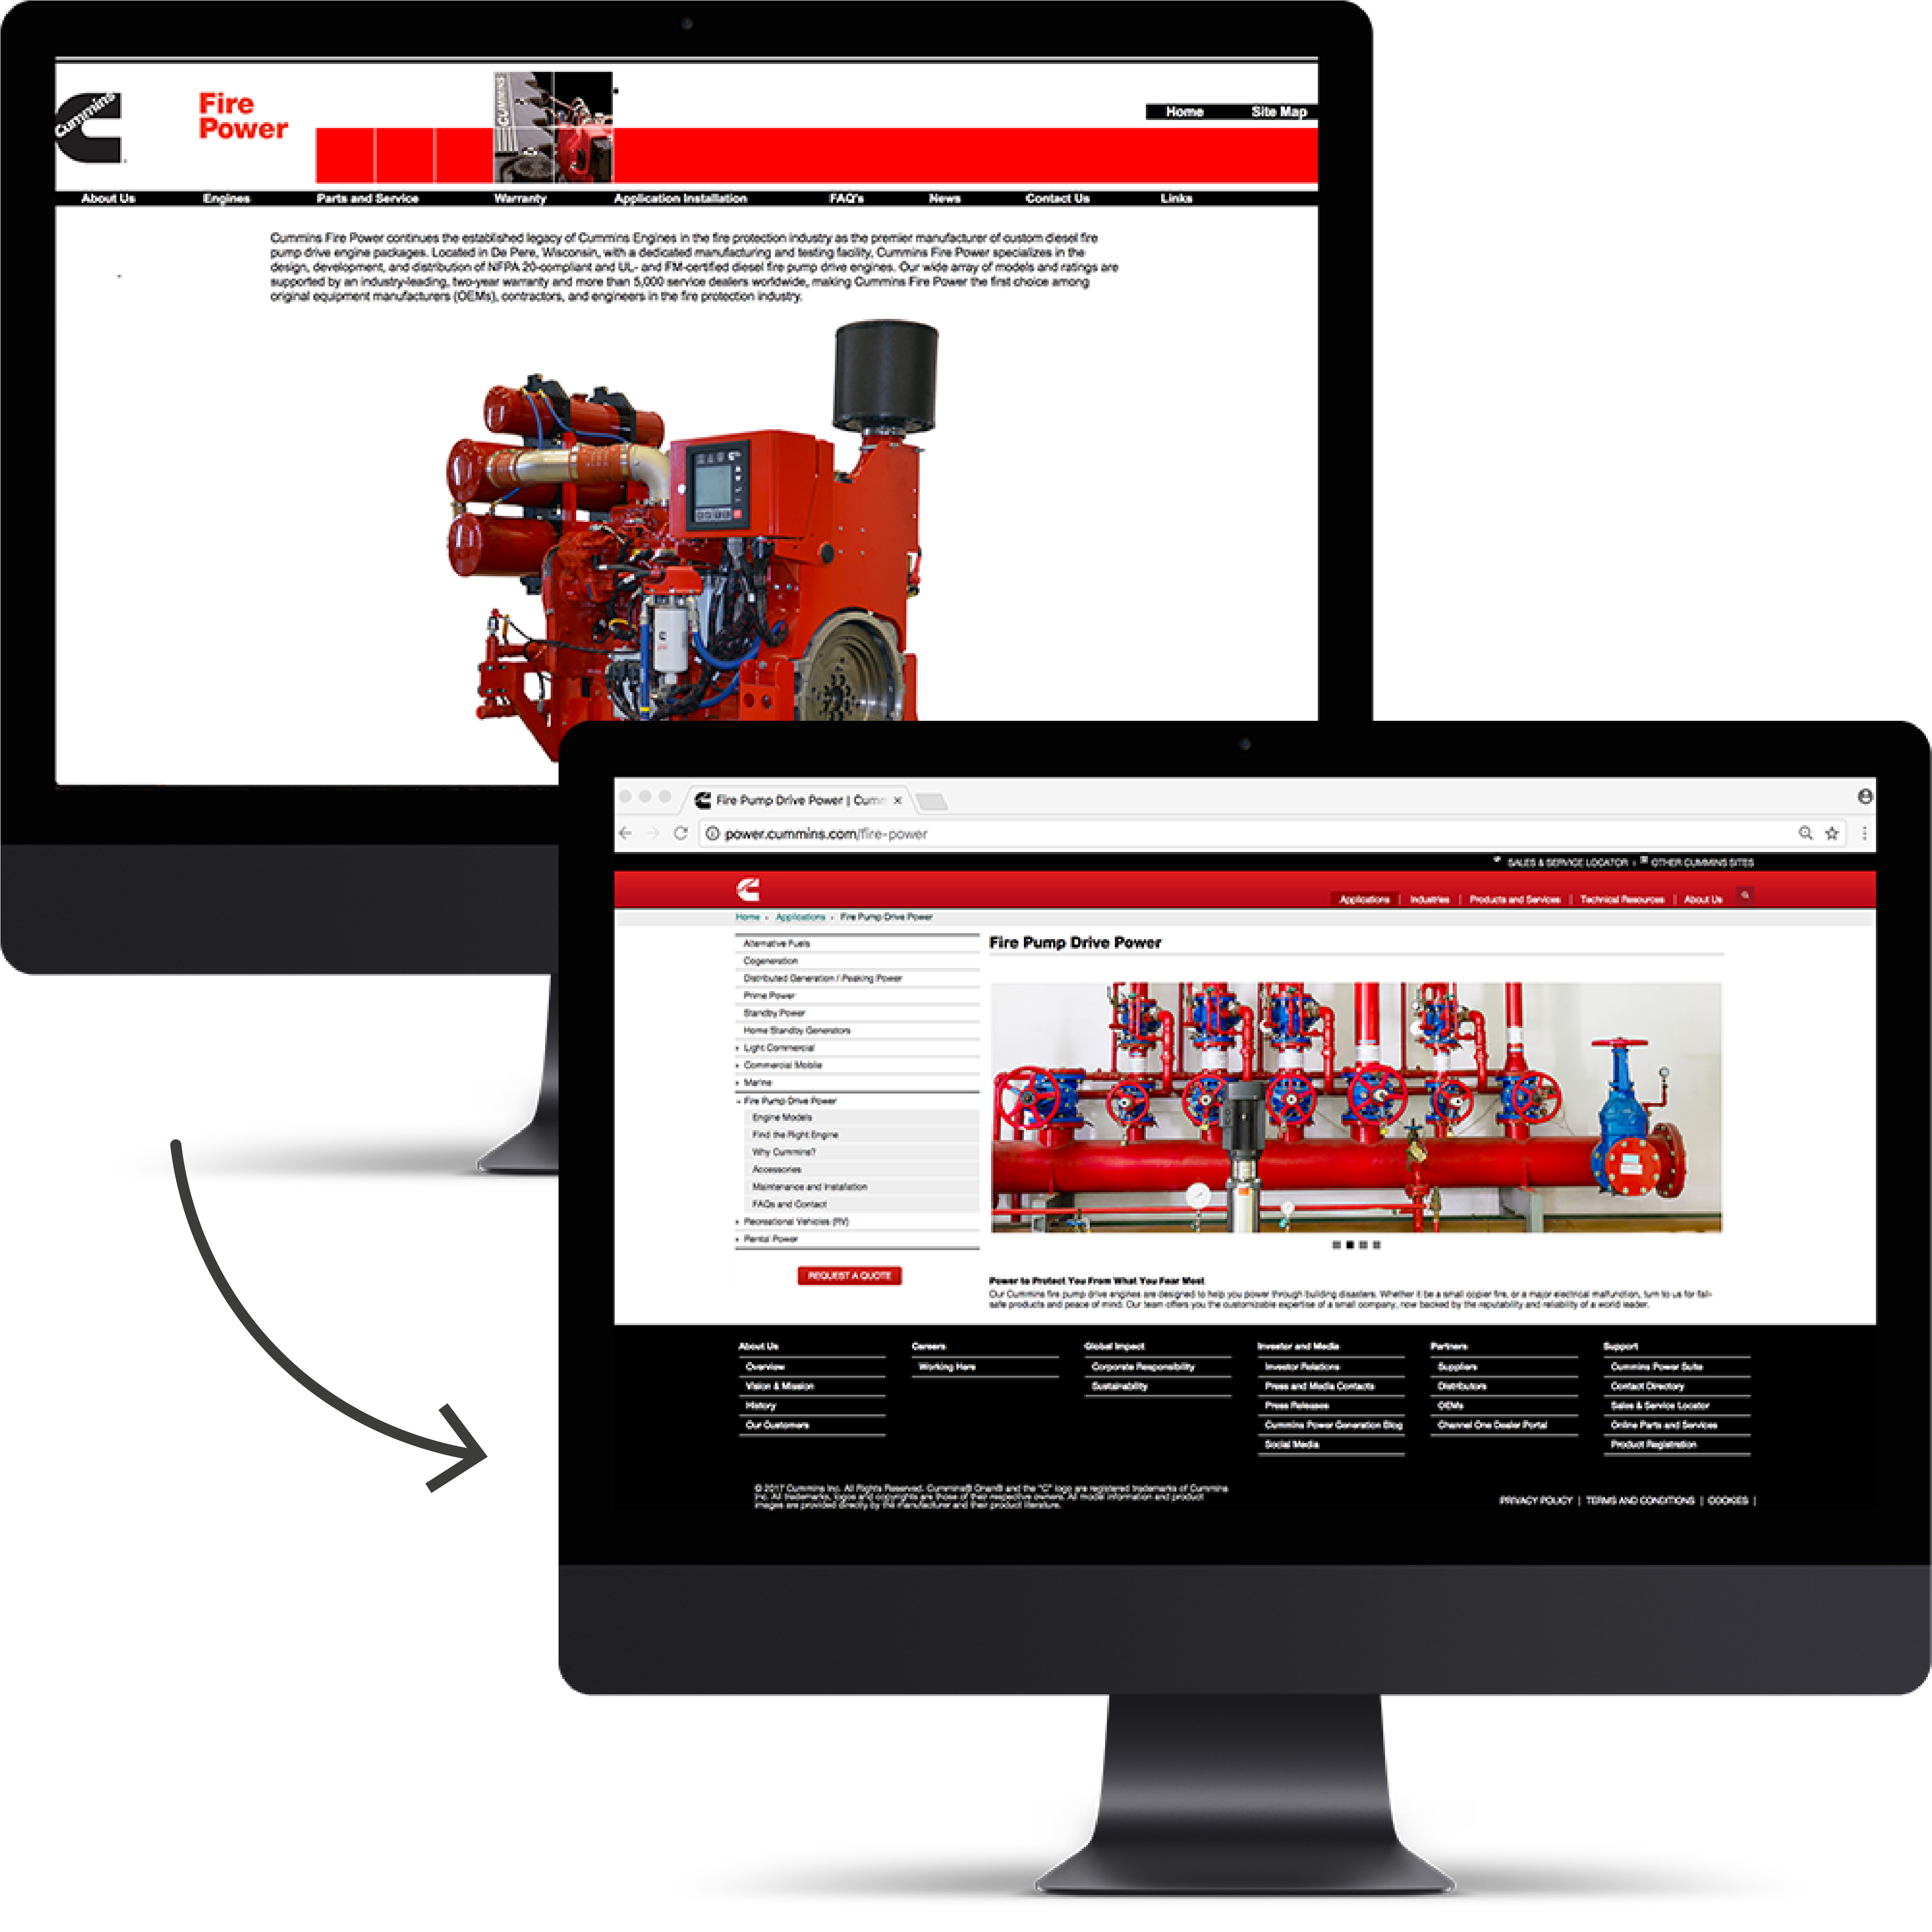 Cummins
Fire
Power
CUMMINS
Home Site Map
About Us Engines Parts and Service Warranty Application Installation FAQ's News Contact Us Links
Cummins Fire Power continues the established legacy of Cummins Engines in the fire protection industry as the premier manufacturer of custom diesel fire
pump drive engine packages. Located in De Pere, Wisconsin, with a dedicated manufacturing and testing facility, Cummins Fire Power specializes in the
design, development, and distribution of NFPA 20-compliant and UL- and FM-certified diesel fire pump drive engines. Our wide array of models and ratings are
supported by an industry-leading, two-year warranty and more than 5,000 service dealers worldwide, making Cummins Fire Power the first choice among
original equipment manufacturers (OEMs), contractors, and engineers in the fire protection industry.
Fire Pump Drive Power | Cumm
power.cummins.com/fire-power
SALES & SERVICE LOCATOR | OTHER CUMMINS SITES
Applications | Industries | Products and Services | Technical Resources | About Us
Home Applications Fire Pump Drive Power
Alternative Fuels
Cogeneration
Distributed Generation / Peaking Power
Prime Power
Standby Power
Home Standby Generators
Light Commercial
Commercial Mobile
Marine
Fire Pump Drive Power
Engine Models
Find the Right Engine
Why Cummins?
Accessories
Maintenance and Installation
FAQs and Contact
Recreational Vehicles (RV)
Rental Power
REQUEST A QUOTE
Fire Pump Drive Power
Power to Protect You From What You Fear Most
Our Cummins fire pump drive engines are designed to help you power through building disasters. Whether it be a small copier fire, or a major electrical malfunction, turn to us for fail-
safe products and peace of mind. Our team offers you the customizable expertise of a small company, now backed by the reputability and reliability of a world leader.
About Us
Overview
Vision & Mission
History
Our Customers
Careers
Working Here
Global Impact
Corporate Responsibility
Sustainability
Investor and Media
Investor Relations
Press and Media Contacts
Press Releases
Cummins Power Generation Blog
Social Media
Partners
Suppliers
Distributors
OEMs
Channel One Dealer Portal
Support
Cummins Power Suite
Contact Directory
Sales & Service Locator
Online Parts and Services
Product Registration
© 2017 Cummins Inc. All Rights Reserved. Cummins® Onan® and the "C" logo are registered trademarks of Cummins
Inc. All trademarks, logos and copyrights are those of their respective owners. All model information and product
images are provided directly by the manufacturer and their product literature.
PRIVACY POLICY | TERMS AND CONDITIONS | COOKIES |